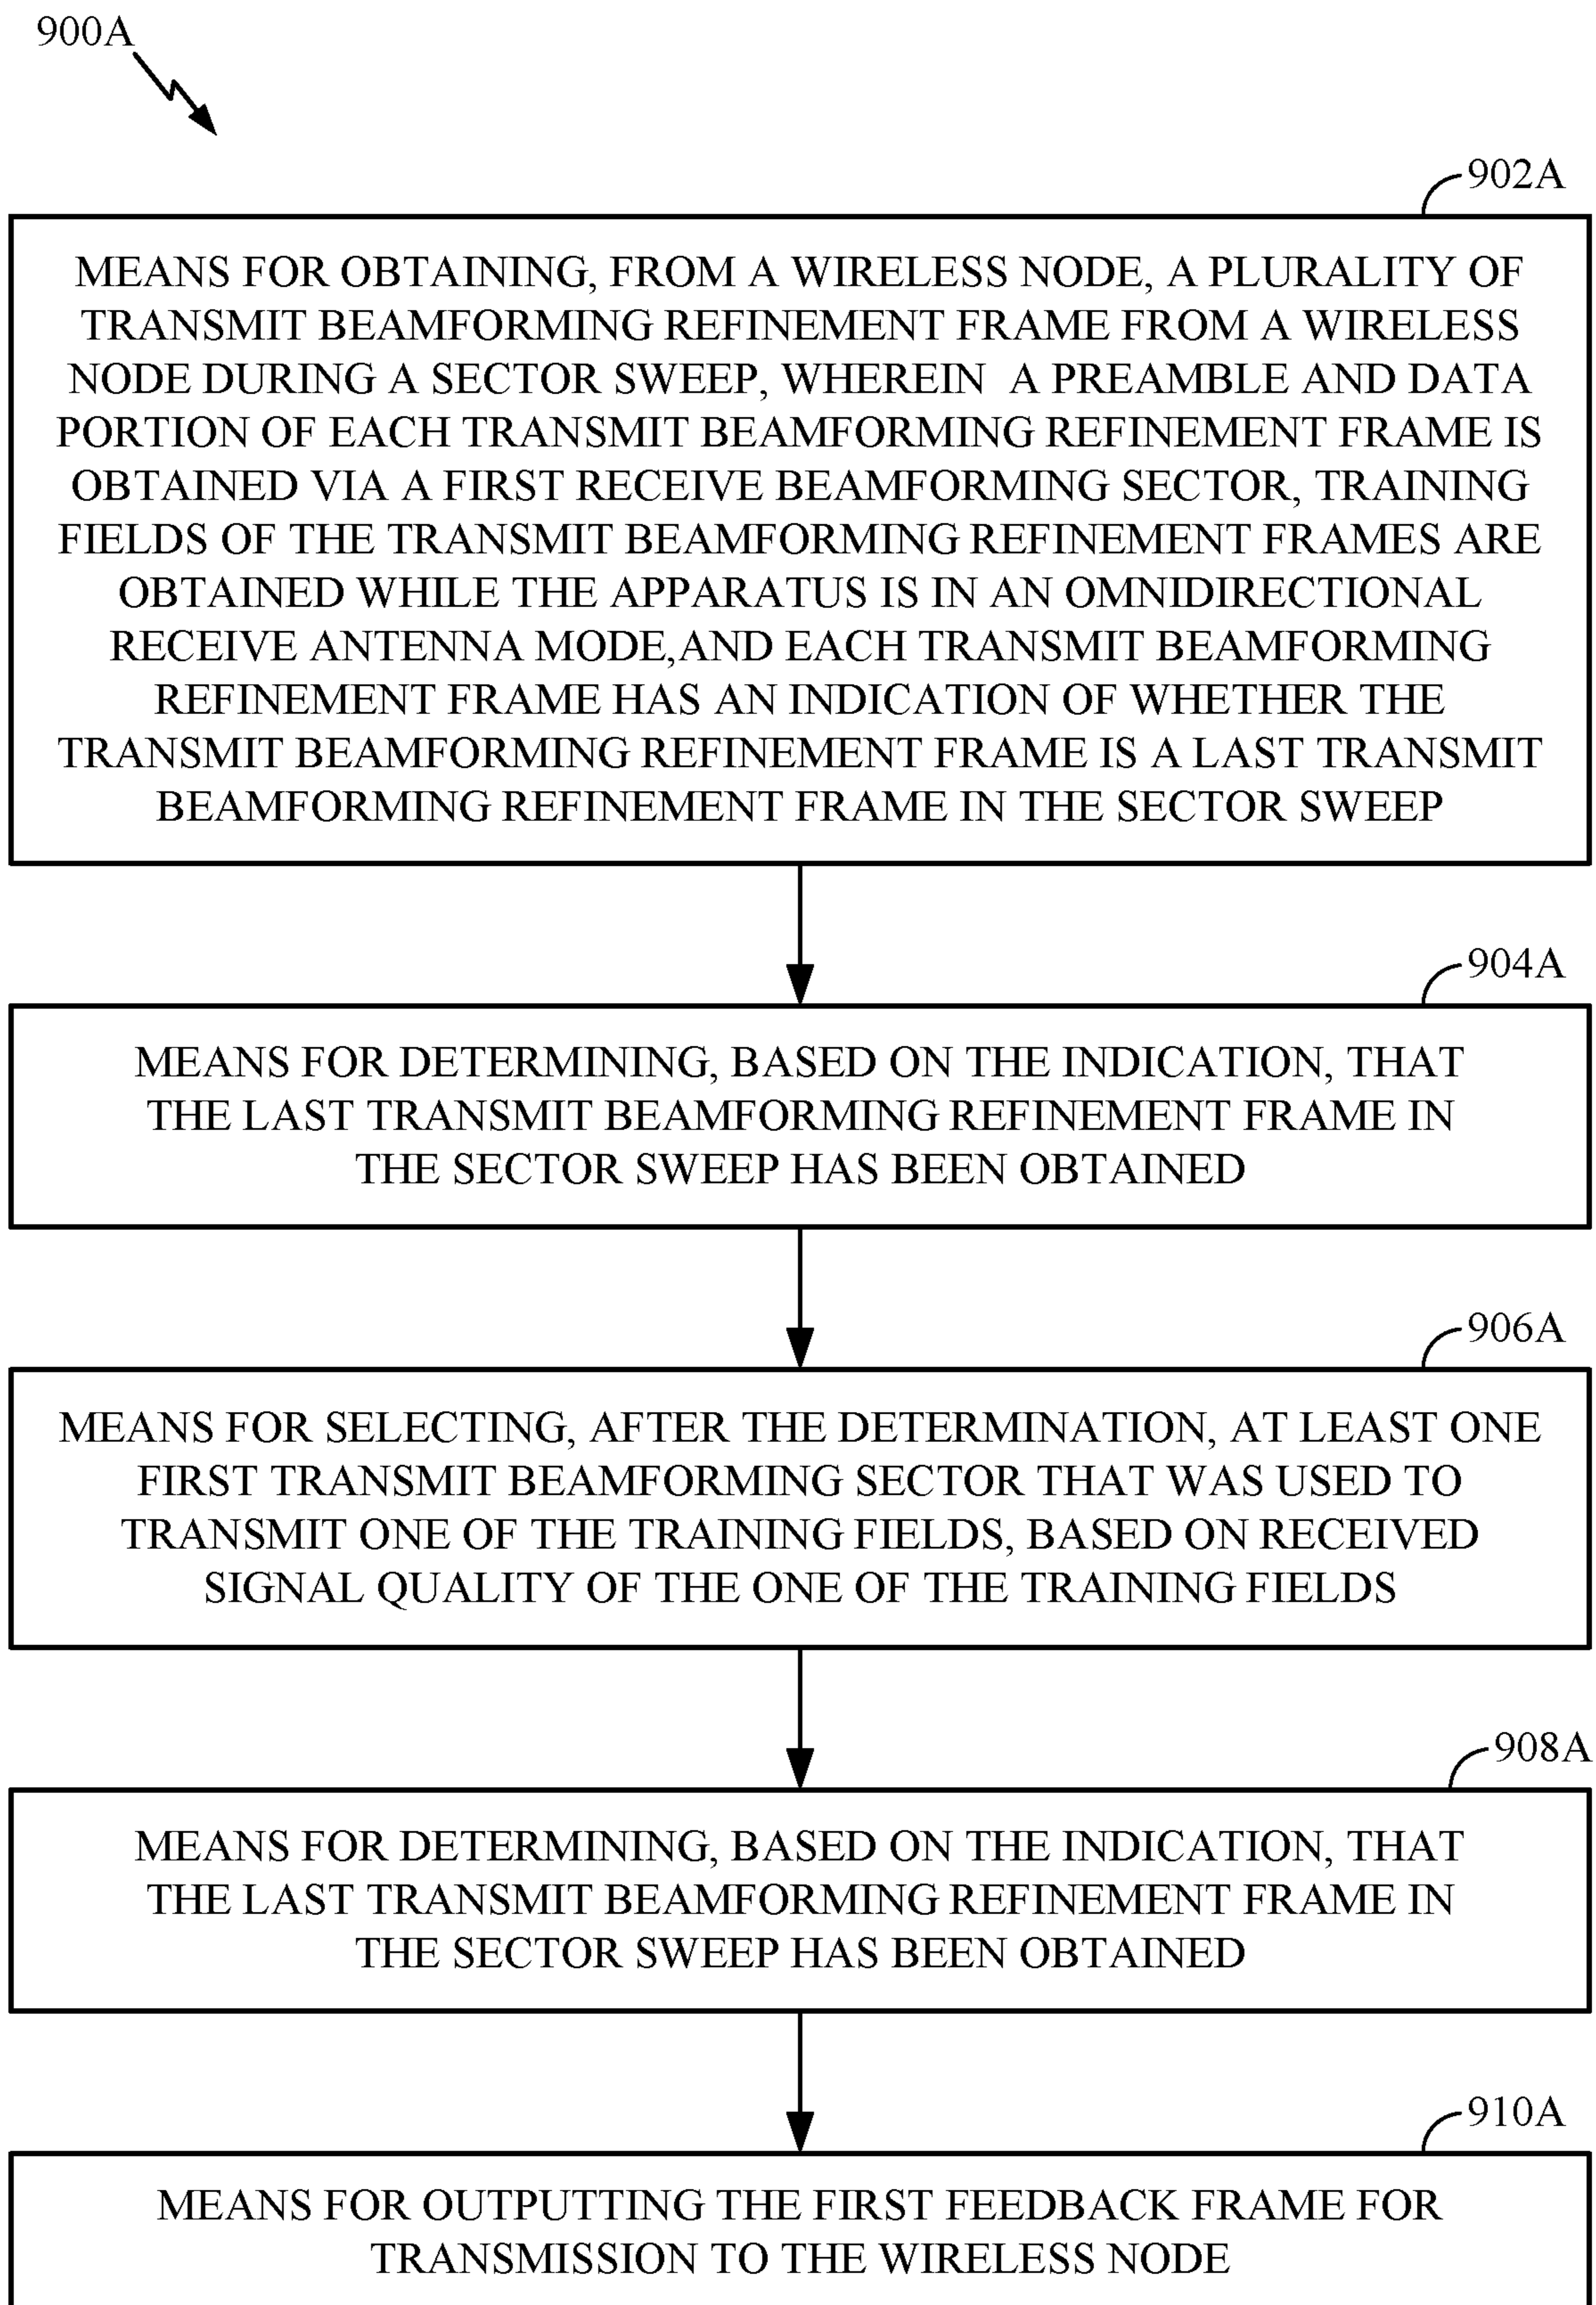 900A
902A
MEANS FOR OBTAINING, FROM A WIRELESS NODE, A PLURALITY OF
TRANSMIT BEAMFORMING REFINEMENT FRAME FROM A WIRELESS
NODE DURING A SECTOR SWEEP, WHEREIN A PREAMBLE AND DATA
PORTION OF EACH TRANSMIT BEAMFORMING REFINEMENT FRAME IS
OBTAINED VIA A FIRST RECEIVE BEAMFORMING SECTOR, TRAINING
FIELDS OF THE TRANSMIT BEAMFORMING REFINEMENT FRAMES ARE
OBTAINED WHILE THE APPARATUS IS IN AN OMNIDIRECTIONAL
RECEIVE ANTENNA MODE,AND EACH TRANSMIT BEAMFORMING
REFINEMENT FRAME HAS AN INDICATION OF WHETHER THE
TRANSMIT BEAMFORMING REFINEMENT FRAME IS A LAST TRANSMIT
BEAMFORMING REFINEMENT FRAME IN THE SECTOR SWEEP
904A
MEANS FOR DETERMINING, BASED ON THE INDICATION, THAT
THE LAST TRANSMIT BEAMFORMING REFINEMENT FRAME IN
THE SECTOR SWEEP HAS BEEN OBTAINED
906A
MEANS FOR SELECTING, AFTER THE DETERMINATION, AT LEAST ONE
FIRST TRANSMIT BEAMFORMING SECTOR THAT WAS USED TO
TRANSMIT ONE OF THE TRAINING FIELDS, BASED ON RECEIVED
SIGNAL QUALITY OF THE ONE OF THE TRAINING FIELDS
908A
MEANS FOR DETERMINING, BASED ON THE INDICATION, THAT
THE LAST TRANSMIT BEAMFORMING REFINEMENT FRAME IN
THE SECTOR SWEEP HAS BEEN OBTAINED
910A
MEANS FOR OUTPUTTING THE FIRST FEEDBACK FRAME FOR
TRANSMISSION TO THE WIRELESS NODE